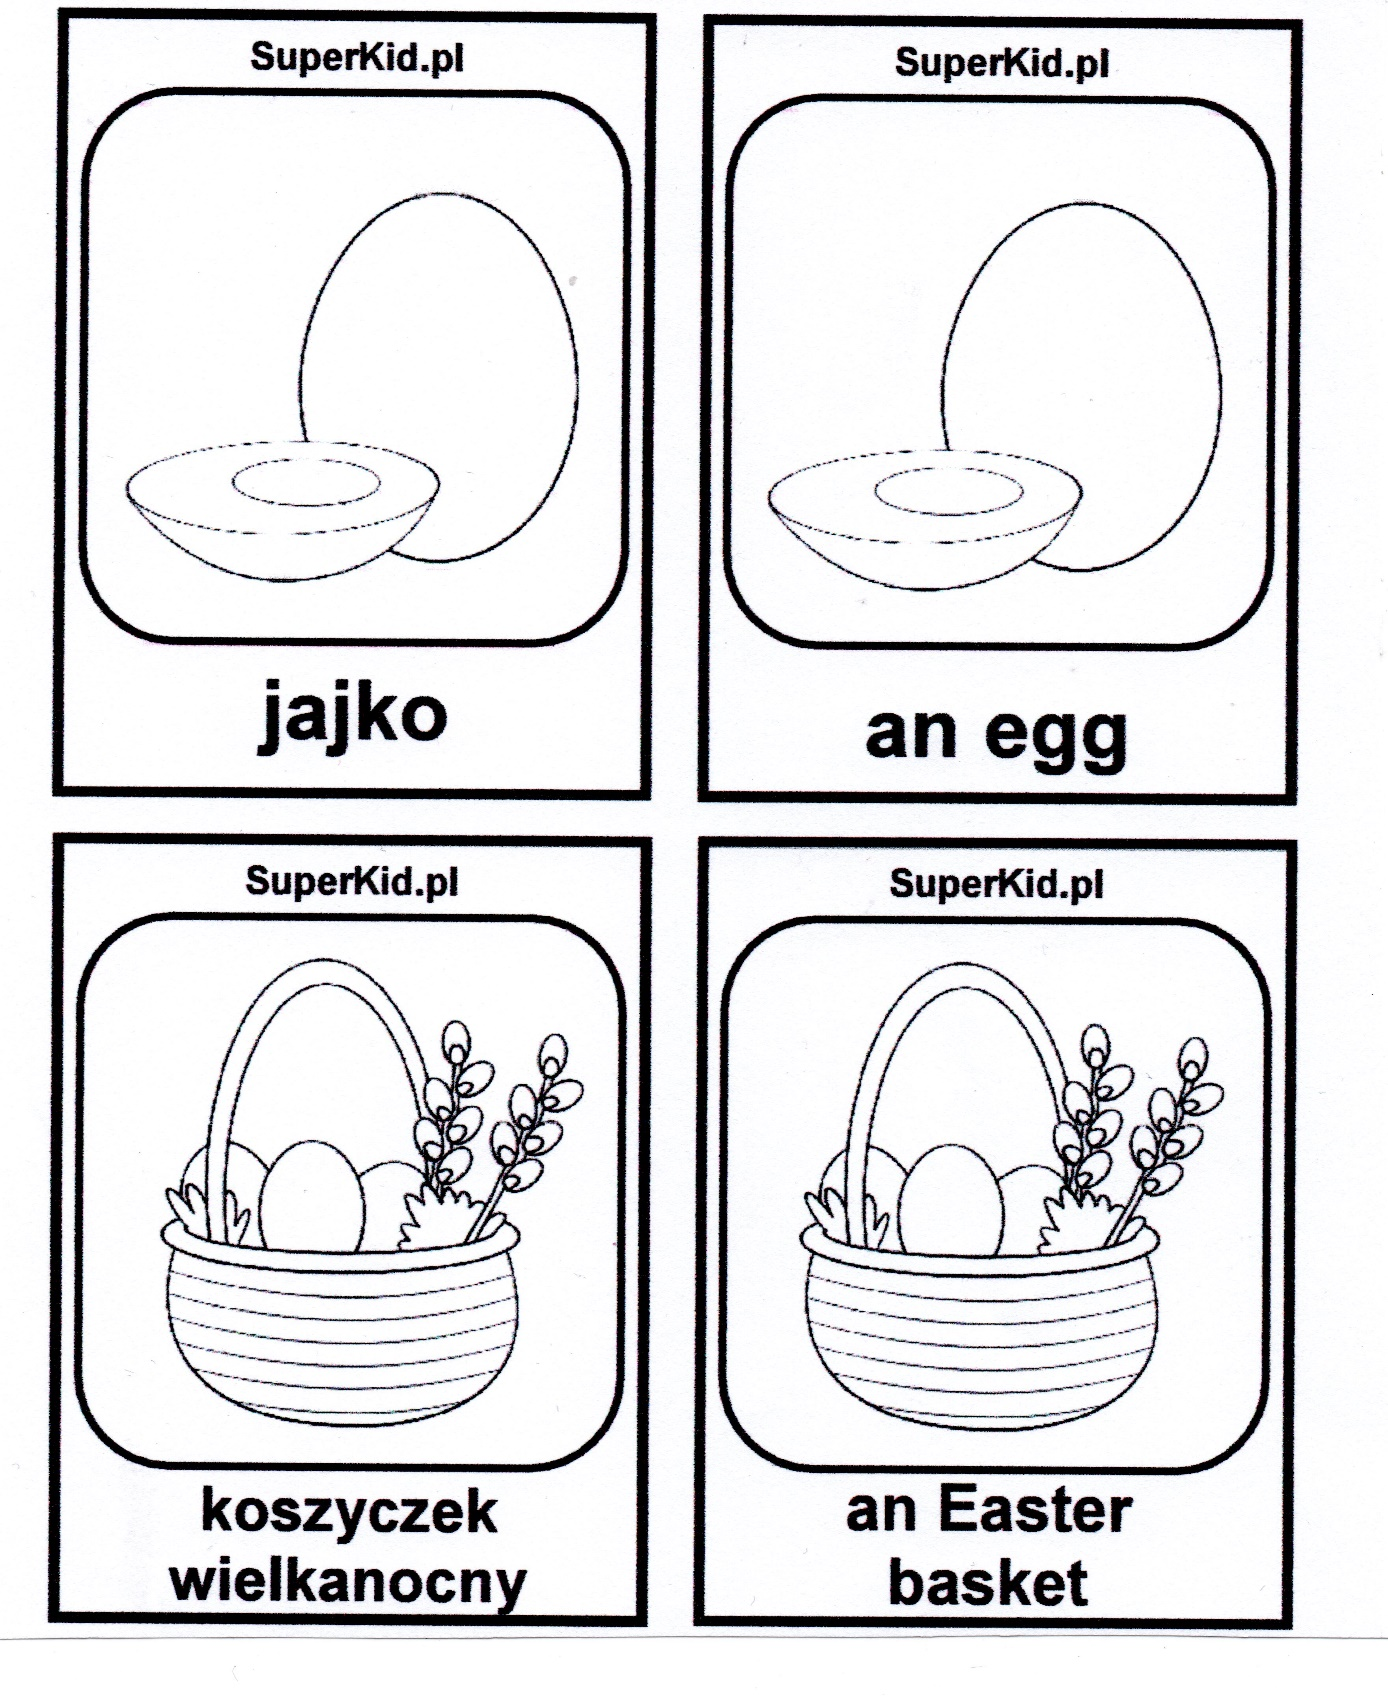 SuperKid.pl
jajko
SuperKid.pl
an egg
SuperKid.pl
koszyczek
wielkanocny
SuperKid.pl
an Easter
basket